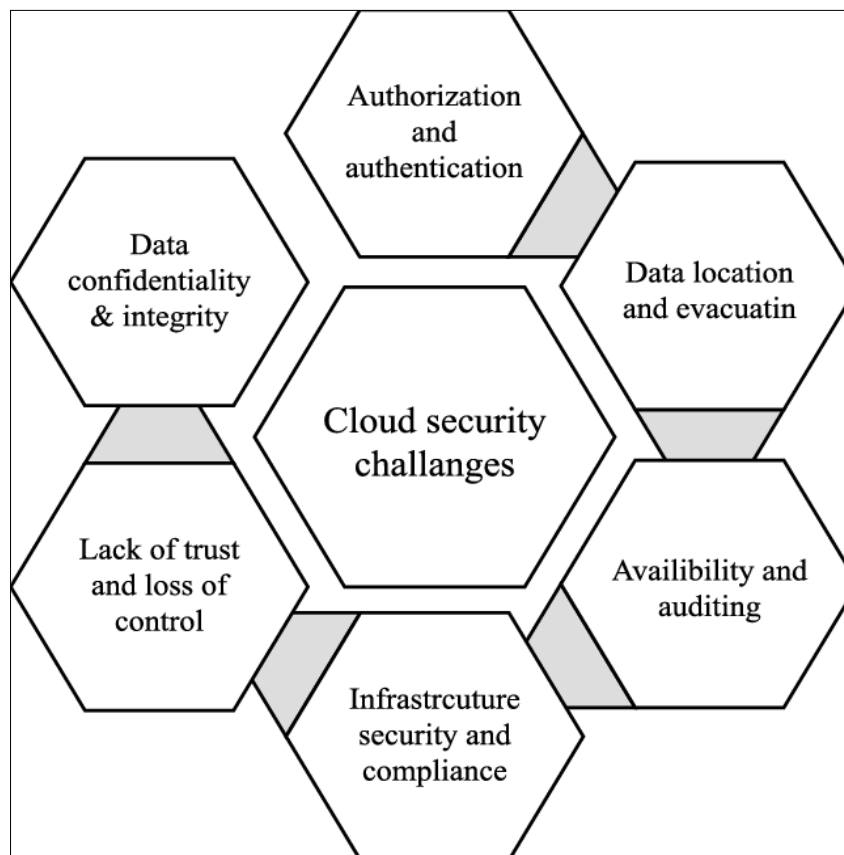 Authorization
and
authentication
Data
confidentiality
& integrity
Data location
and evacuatin
Cloud security
challanges
Lack of trust
and loss of
control
Availibility and
auditing
Infrastrcuture
security and
compliance